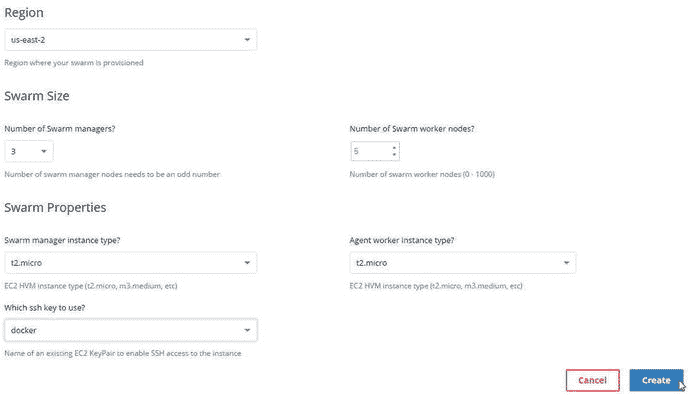 Region
us-east-2
Region where your swarm is provisioned
Swarm Size
Number of Swarm managers?
Number of Swarm worker nodes?
3
5
Number of swarm manager nodes needs to be an odd number
Number of swarm worker nodes (0 - 1000)
Swarm Properties
Swarm manager instance type?
Agent worker instance type?
t2.micro
t2.micro
EC2 HVM instance type (t2.micro, m3.medium, etc)
EC2 HVM instance type (t2.micro, m3.medium, etc)
Which ssh key to use?
docker
Name of an existing EC2 KeyPair to enable SSH access to the instance
Cancel
Create